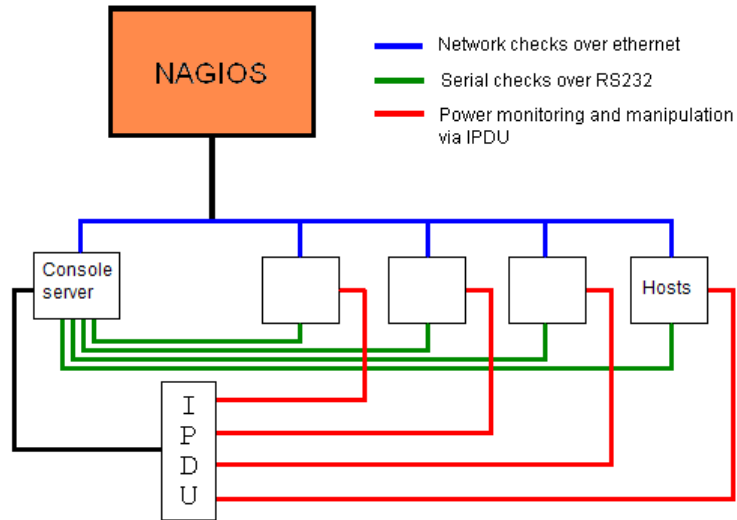 NAGIOS
Network checks over ethernet
Serial checks over RS232
Power monitoring and manipulation
via IPDU
Console
server
Hosts
I
P
D
U